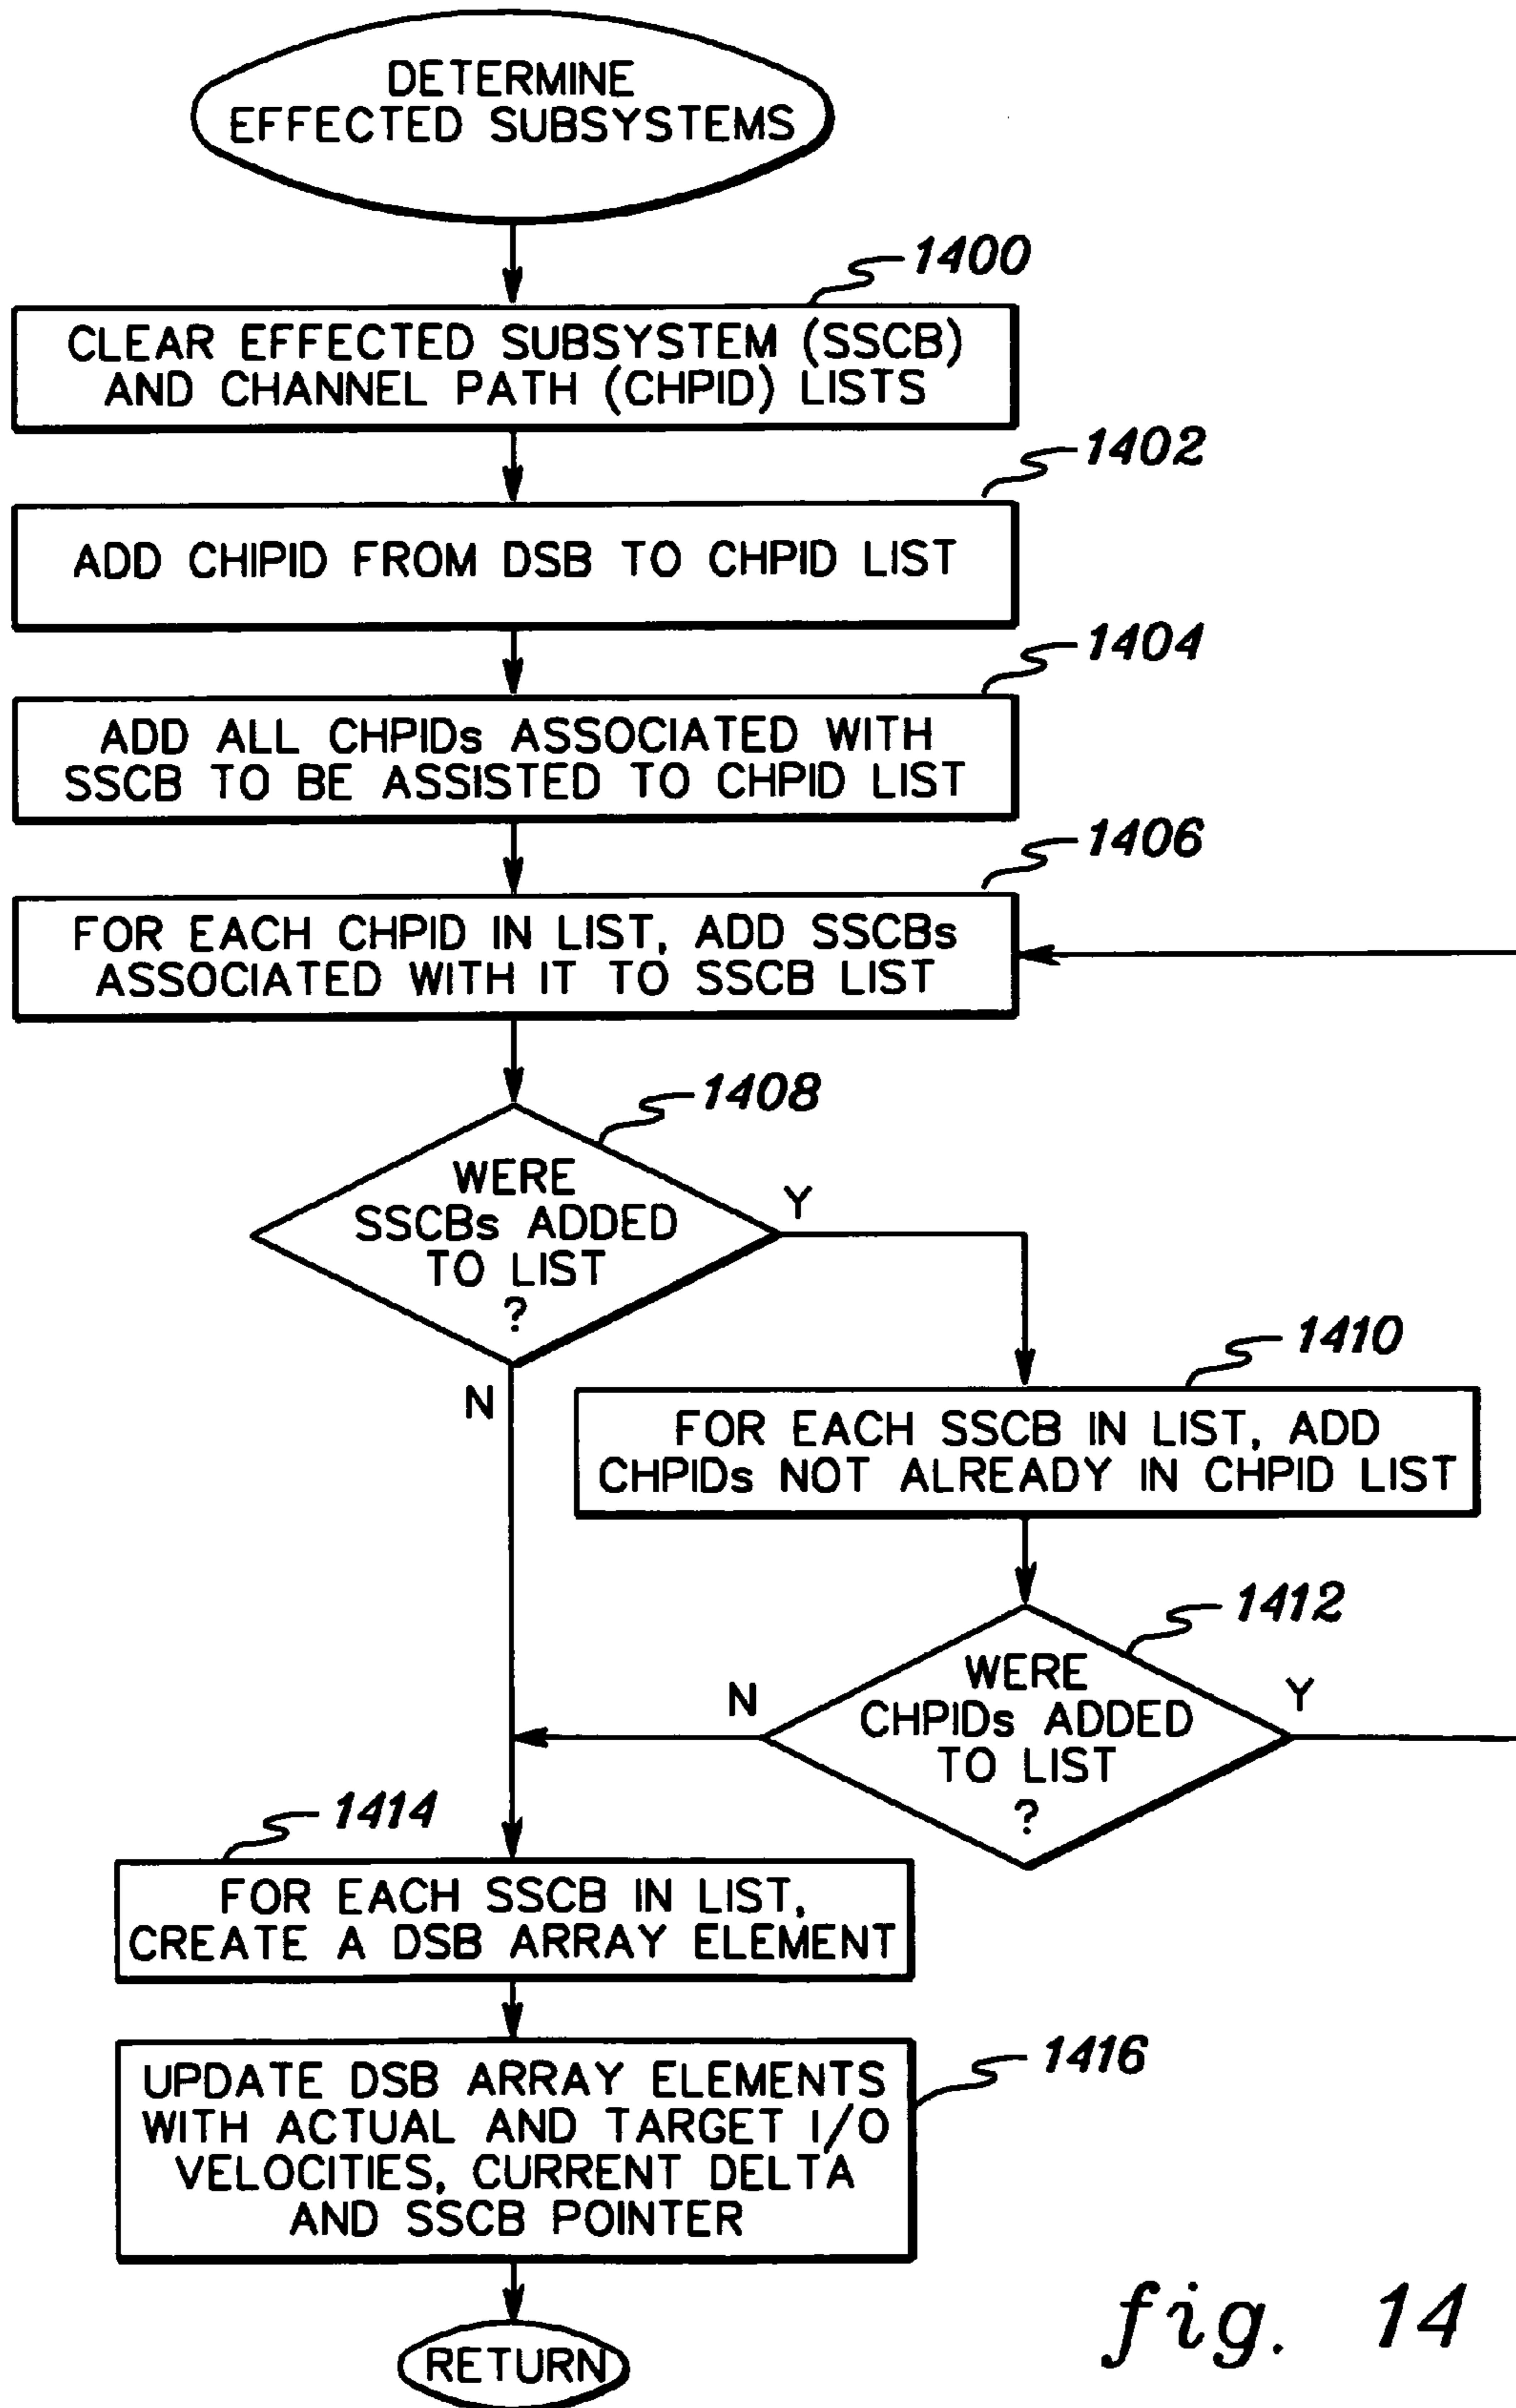 DETERMINE
EFFECTED SUBSYSTEMS
1400
CLEAR EFFECTED SUBSYSTEM (SSCB)
AND CHANNEL PATH (CHPID) LISTS
1402
ADD CHIPID FROM DSB TO CHPID LIST
1404
ADD ALL CHPIDs ASSOCIATED WITH
SSCB TO BE ASSISTED TO CHPID LIST
1406
FOR EACH CHPID IN LIST, ADD SSCBs
ASSOCIATED WITH IT TO SSCB LIST
1408
WERE
SSCBs ADDED
TO LIST
?
Y
N
1410
FOR EACH SSCB IN LIST, ADD
CHPIDs NOT ALREADY IN CHPID LIST
1412
WERE
CHPIDs ADDED
TO LIST
?
N
Y
1414
FOR EACH SSCB IN LIST,
CREATE A DSB ARRAY ELEMENT
1416
UPDATE DSB ARRAY ELEMENTS
WITH ACTUAL AND TARGET I/O
VELOCITIES, CURRENT DELTA
AND SSCB POINTER
RETURN
fig. 14